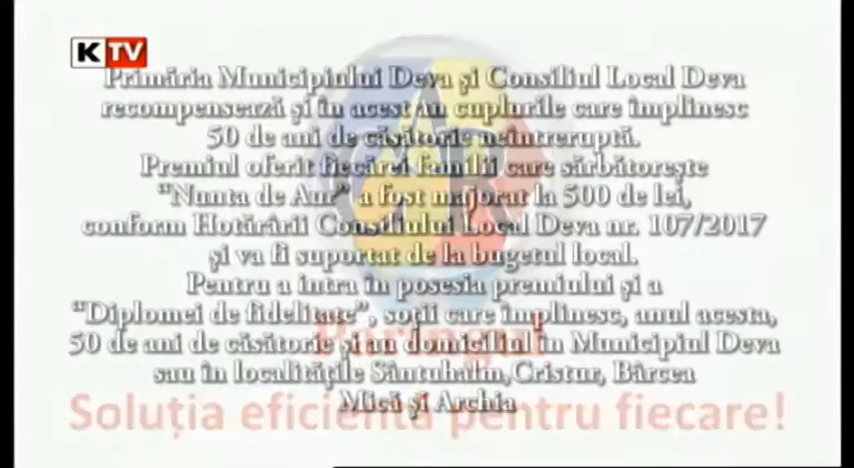 K TV
Primăria Municipiului Deva și Consiliul Local Deva
recompensează și în acest an cuplurile care împlinesc
50 de ani de căsătorie neîntreruptă.
Premiul oferit fiecărei familii care sărbătorește
"Nunta de Aur" a fost majorat la 500 de lei,
conform Hotărârii Consiliului Local Deva nr. 107/2017
și va fi suportat de la bugetul local.
Pentru a intra în posesia premiului și a
"Diplomei de fidelitate", soții care împlinesc, anul acesta,
50 de ani de căsătorie și au domiciliul în Municipiul Deva
sau în localitățile Sântuhalm,Cristur, Bârcea
Mică și Archia
Soluția eficientă pentru fiecare!